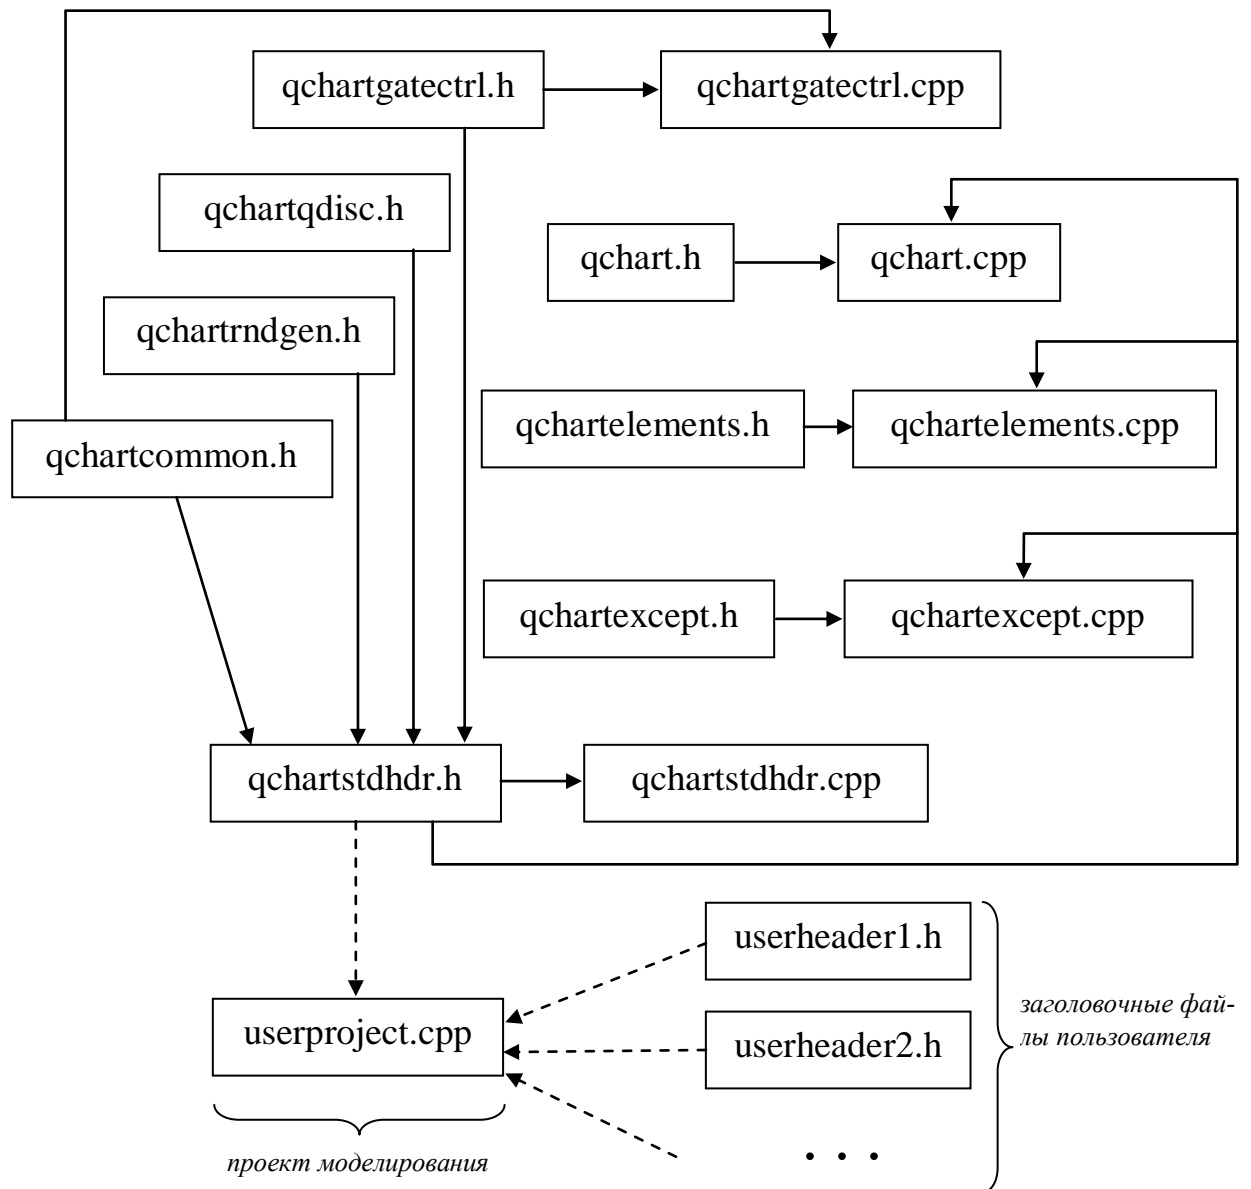 qchartgatectrl.h
qchartgatectrl.cpp
qchartqdisc.h
qchart.h
qchart.cpp
qchartrndgen.h
qchartelements.h
qchartelements.cpp
qchartcommon.h
qchartexcept.h
qchartexcept.cpp
qchartstdhdr.h
qchartstdhdr.cpp
userheader1.h
заголовочные фай-
лы пользователя
userproject.cpp
userheader2.h
. . .
проект моделирования